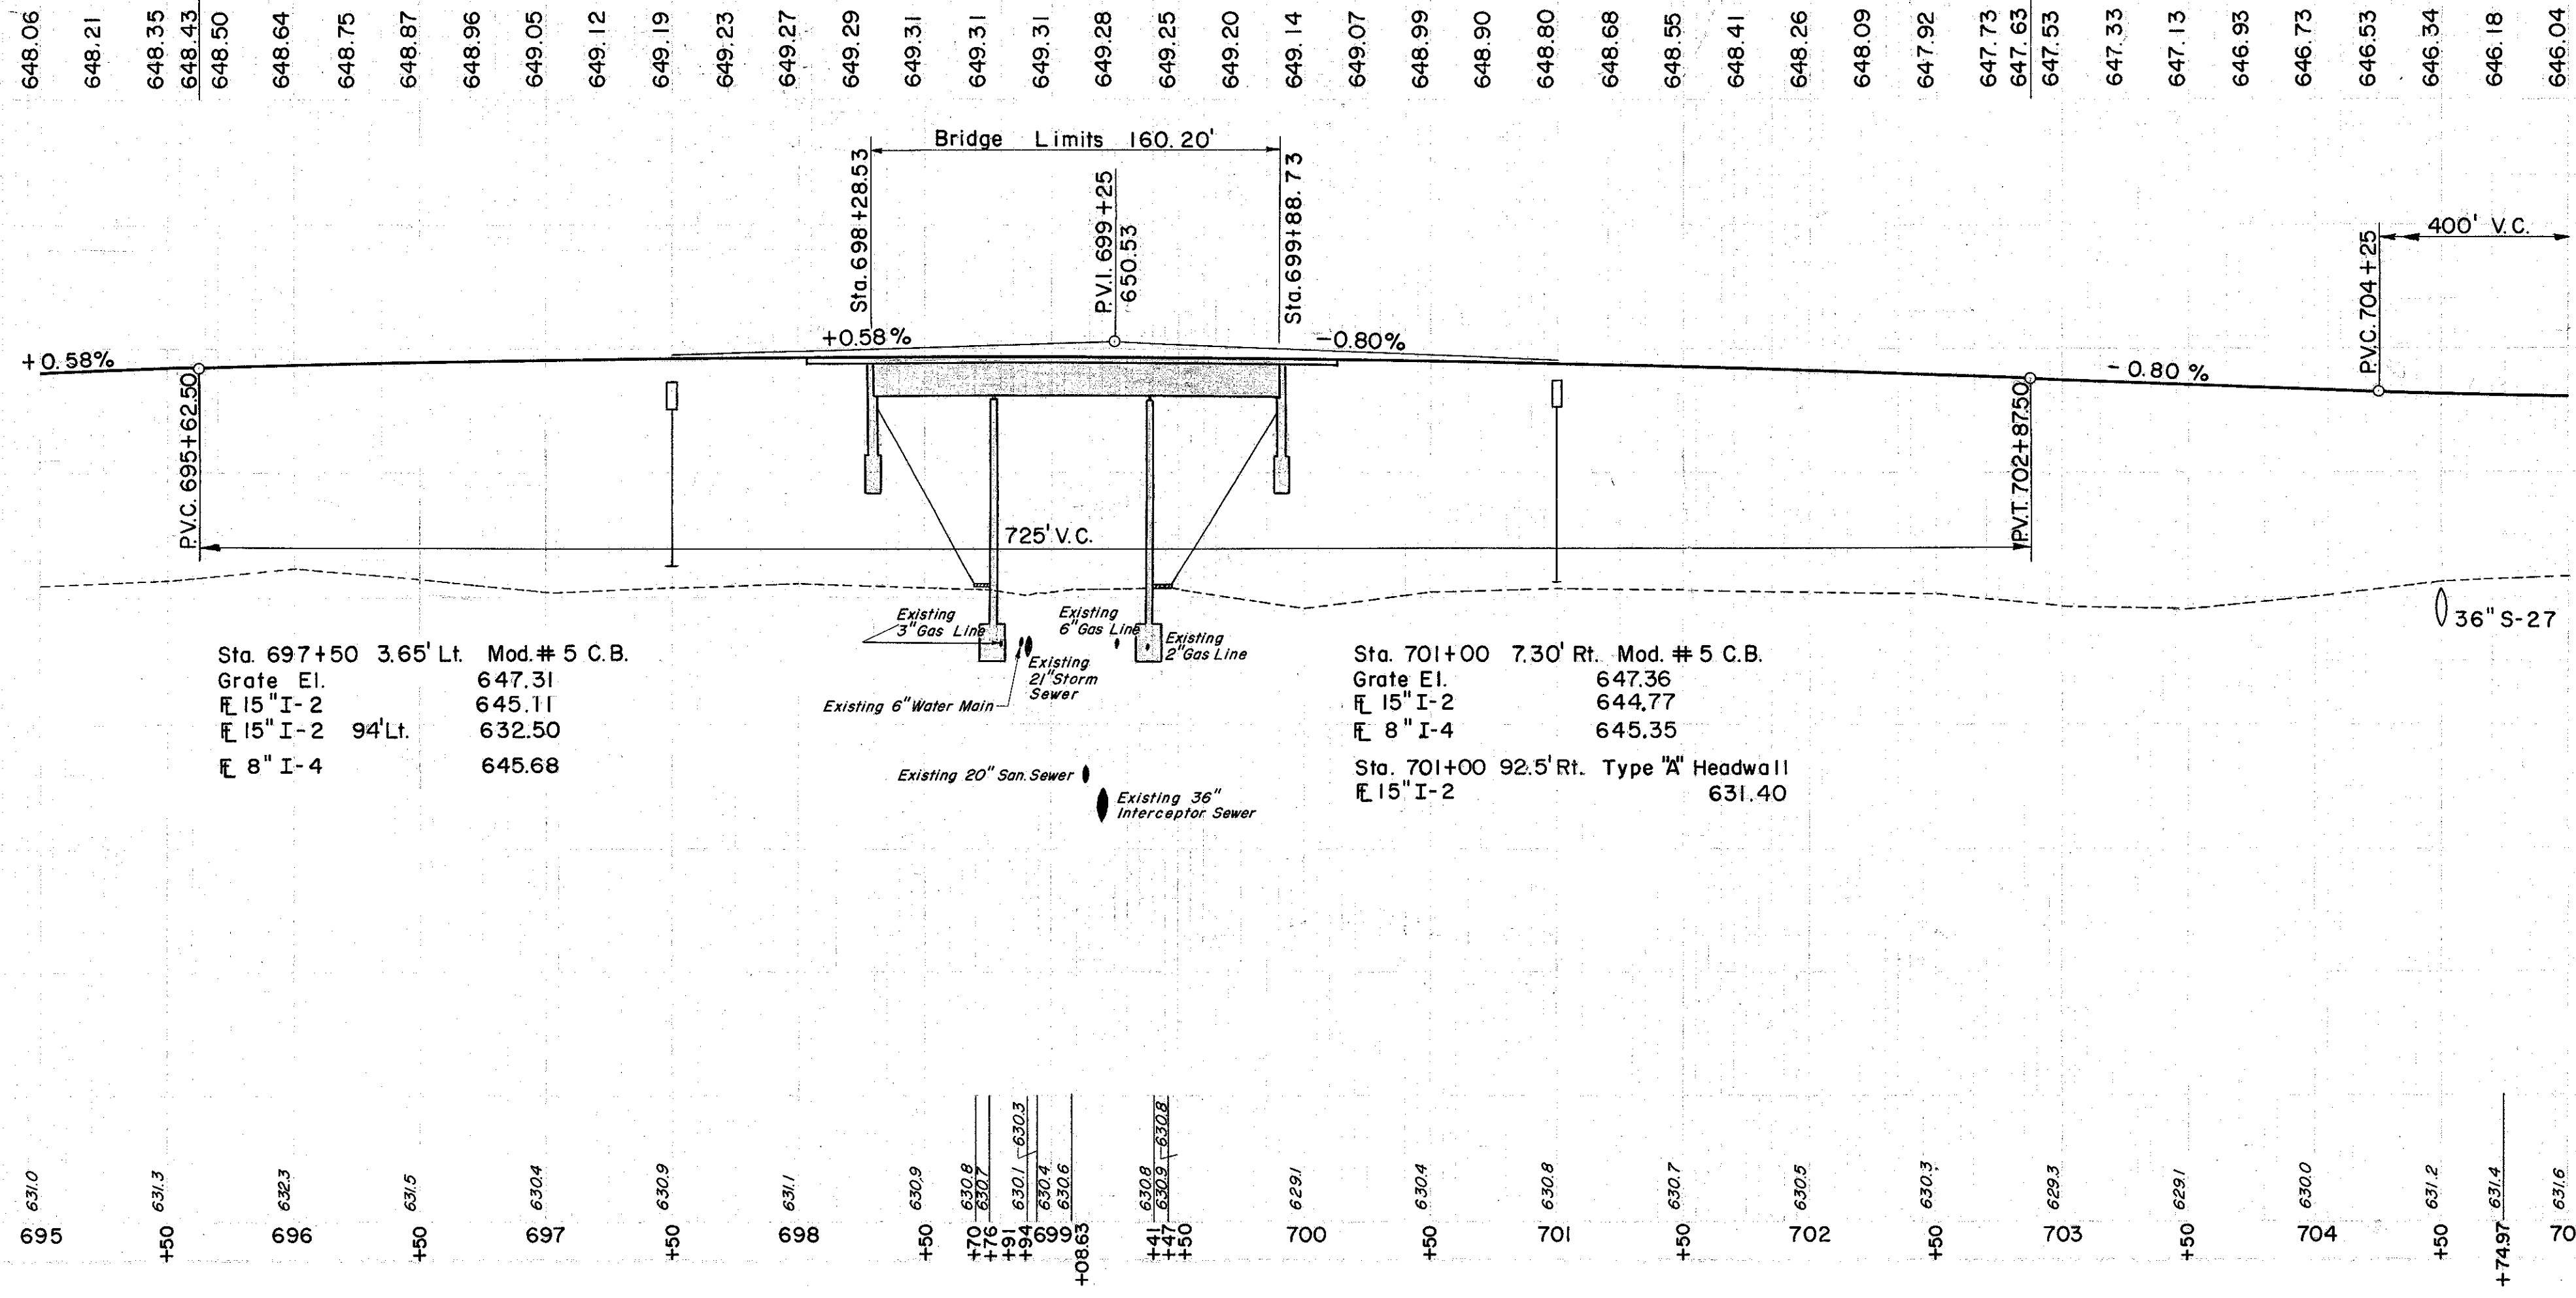 648.06 648.21 648.35 648.43 648.50 648.64 648.75 648.87 648.96 649.05 649.12 649.19 649.23 649.27 649.29 649.31 649.31 649.31 649.28 649.25 649.20 649.14 649.07 648.99 648.90 648.80 648.68 648.55 648.41 648.26 648.09 647.92 647.73 647.63 647.53 647.33 647.13 646.93 646.73 646.53 646.34 646.18 646.04
Bridge Limits 160.20'
Sta. 698+28.53
P.V.I. 699+25
650.53
Sta. 699+88.73
P.V.C. 704+25
400' V.C.
+0.58%
+0.58%
-0.80%
-0.80%
P.V.C. 695+62.50
P.V.T. 702+87.50
725' V.C.
Existing
3" Gas Line
Existing
6" Gas Line
Existing
2" Gas Line
Existing
21" Storm
Sewer
Existing 6" Water Main
Existing 20" San. Sewer
Existing 36"
Interceptor Sewer
36" S-27
Sta. 697+50 3.65' Lt. Mod. # 5 C.B.
Grate El. 647.31
FL 15" I-2 645.11
FL 15" I-2 94' Lt. 632.50
FL 8" I-4 645.68
Sta. 701+00 7.30' Rt. Mod. # 5 C.B.
Grate El. 647.36
FL 15" I-2 644.77
FL 8" I-4 645.35
Sta. 701+00 92.5' Rt. Type "A" Headwall
FL 15" I-2 631.40
631.0 631.3 632.3 631.5 630.4 630.9 631.1 630.9 630.8 630.7 630.1 630.3 630.4 630.6 630.8 630.9 630.8 629.1 630.4 630.8 630.7 630.5 630.3 629.3 629.1 630.0 631.2 631.4 631.6
695 +50 696 +50 697 +50 698 +50 +70 +76 +91 +94 699 +08.63 +41 +47 +50 700 +50 701 +50 702 +50 703 +50 704 +50 +74.97 70